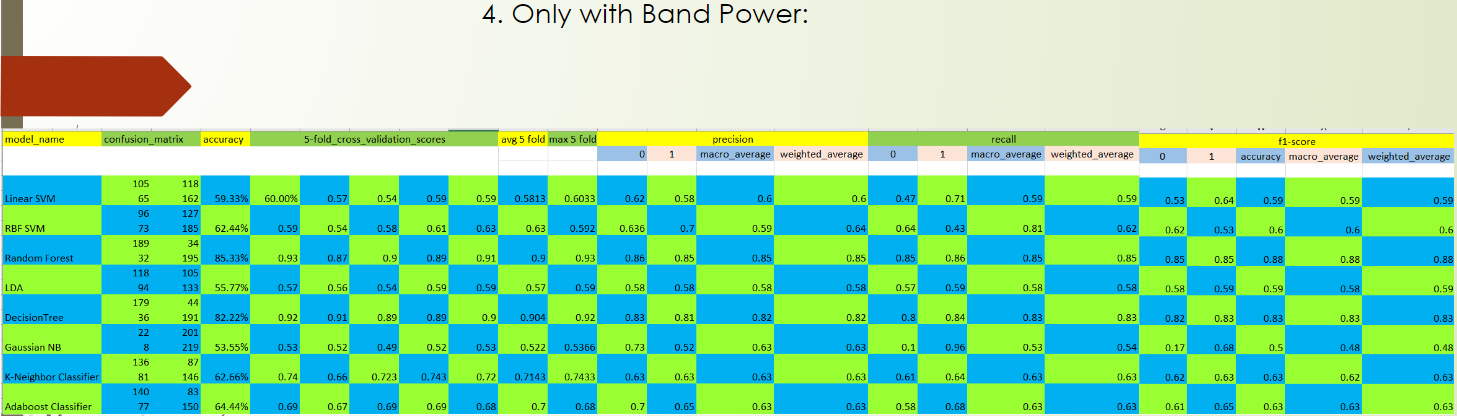 4. Only with Band Power:
model_name confusion_matrix accuracy 5-fold_cross_validation_scores avg 5 fold max 5 fold precision recall f1-score
0 1 macro_average weighted_average 0 1 macro_average weighted_average 0 1 accuracy macro_average weighted_average
105 118
Linear SVM 65 162 59.33% 60.00% 0.57 0.54 0.59 0.59 0.5813 0.6033 0.62 0.58 0.6 0.6 0.47 0.71 0.59 0.59 0.53 0.64 0.59 0.59 0.59
96 127
RBF SVM 73 185 62.44% 0.59 0.54 0.58 0.61 0.63 0.63 0.592 0.636 0.7 0.59 0.64 0.64 0.43 0.81 0.62 0.62 0.53 0.6 0.6 0.6
189 34
Random Forest 32 195 85.33% 0.93 0.87 0.9 0.89 0.91 0.9 0.93 0.86 0.85 0.85 0.85 0.85 0.86 0.85 0.85 0.85 0.85 0.88 0.88 0.88
118 105
LDA 94 133 55.77% 0.57 0.56 0.54 0.59 0.59 0.57 0.59 0.58 0.58 0.58 0.58 0.57 0.59 0.58 0.58 0.58 0.59 0.59 0.58 0.59
179 44
DecisionTree 36 191 82.22% 0.92 0.91 0.89 0.89 0.9 0.904 0.92 0.83 0.81 0.82 0.82 0.8 0.84 0.83 0.83 0.82 0.83 0.83 0.83 0.83
22 201
Gaussian NB 8 219 53.55% 0.53 0.52 0.49 0.52 0.53 0.522 0.5366 0.73 0.52 0.63 0.63 0.1 0.96 0.53 0.54 0.17 0.68 0.5 0.48 0.48
136 87
K-Neighbor Classifier 81 146 62.66% 0.74 0.66 0.723 0.743 0.72 0.7143 0.7433 0.63 0.63 0.63 0.63 0.61 0.64 0.63 0.63 0.62 0.63 0.63 0.62 0.63
140 83
Adaboost Classifier 77 150 64.44% 0.69 0.67 0.69 0.69 0.68 0.7 0.68 0.7 0.65 0.63 0.63 0.58 0.68 0.63 0.63 0.61 0.65 0.63 0.63 0.63